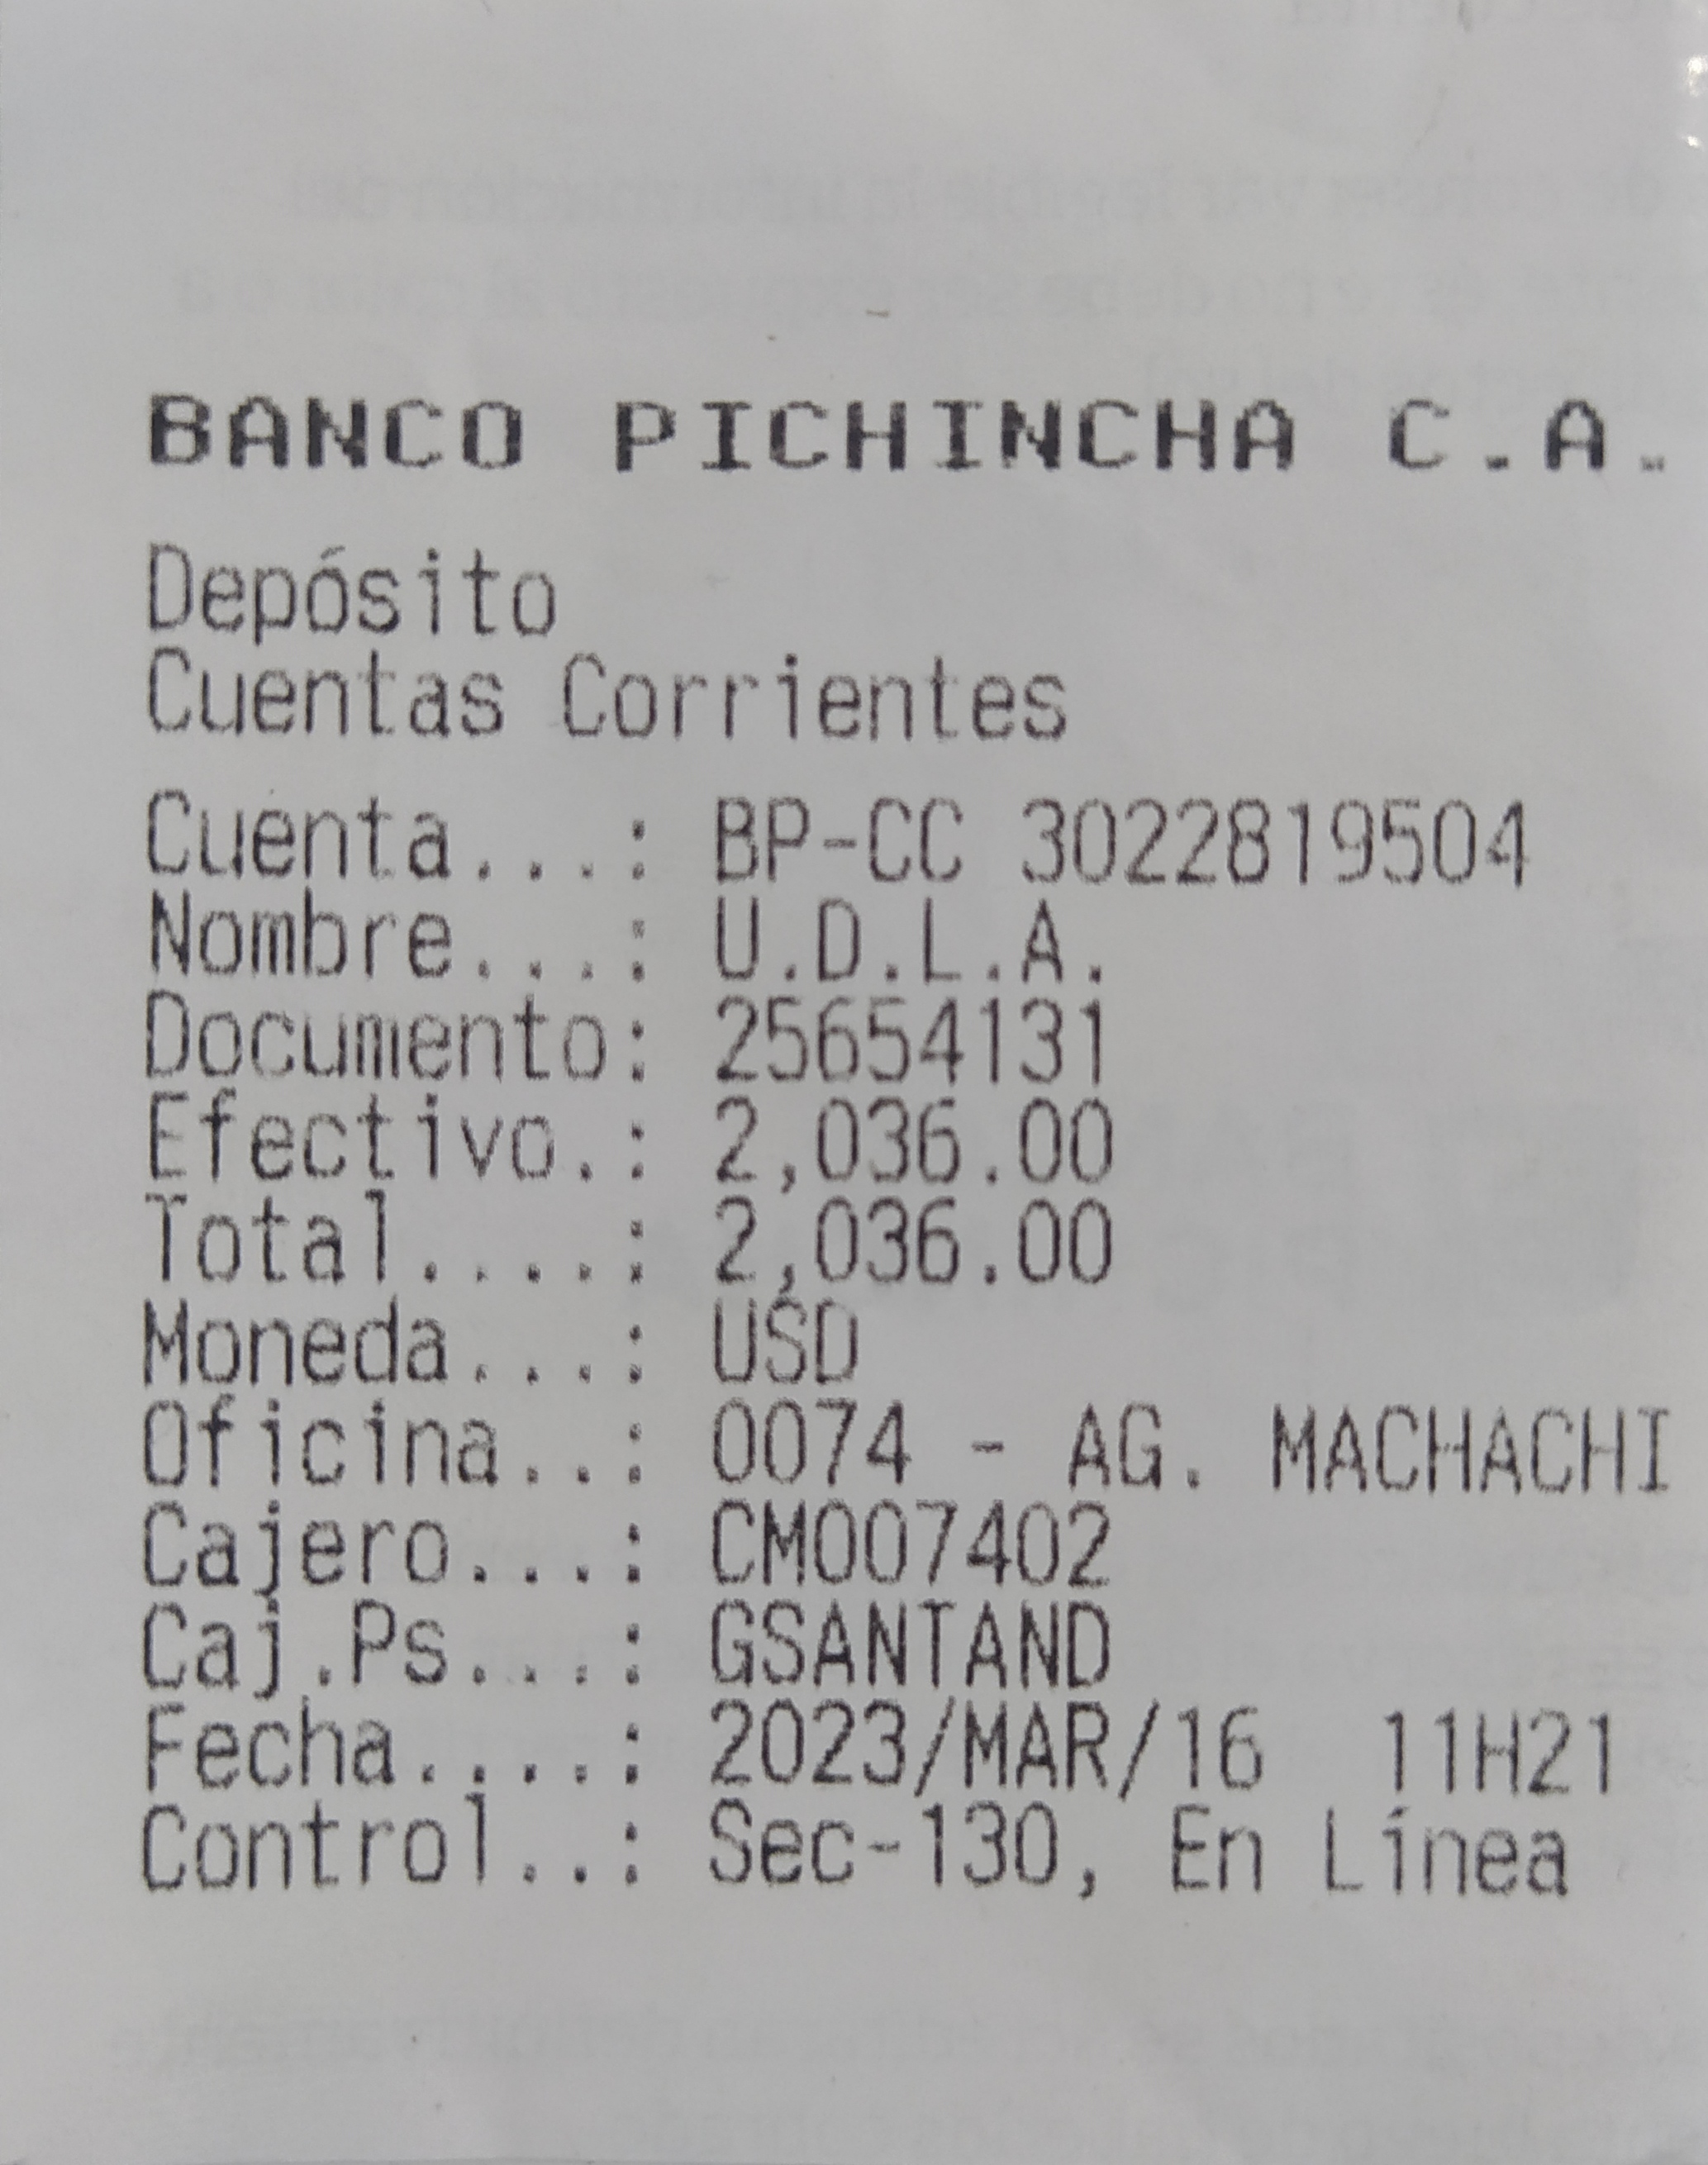 BANCO PICHINCHA C.A.
Depósito
Cuentas Corrientes
Cuenta...: BP-CC 3022819504
Nombre...: U.D.L.A.
Documento: 25654131
Efectivo.: 2,036.00
Total....: 2,036.00
Moneda...: USD
Oficina..: 0074 - AG. MACHACHI
Cajero...: CM007402
Caj.Ps...: GSANTAND
Fecha....: 2023/MAR/16 11H21
Control..: Sec-130, En Línea